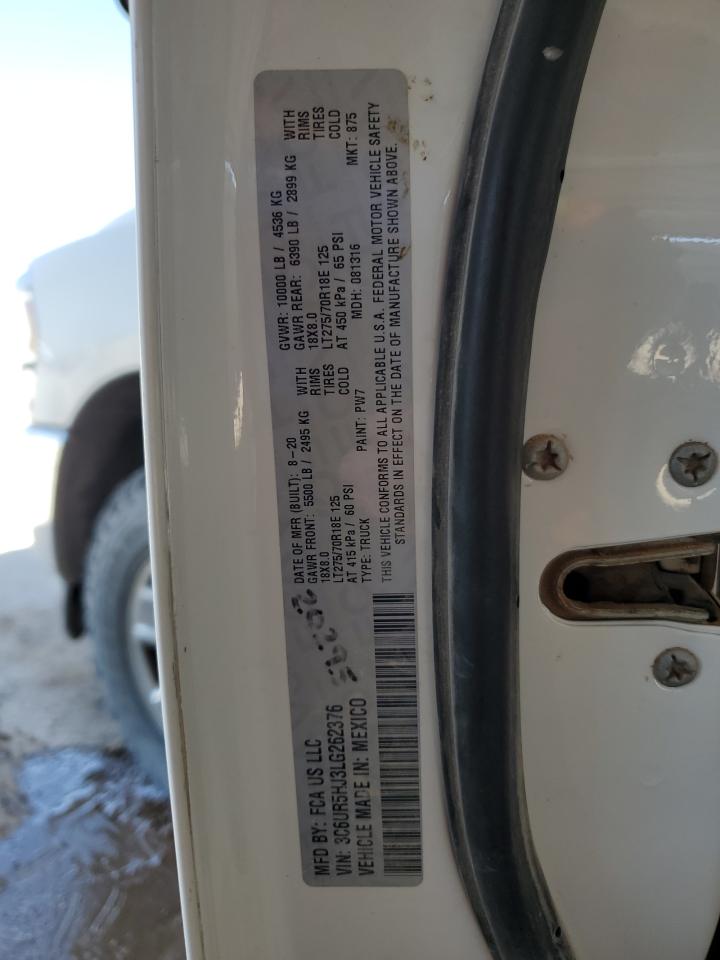 MFD BY: FCA US LLC
DATE OF MFR (BUILT): 8-20
GVWR: 10000 LB / 4536 KG
GAWR FRONT: 5500 LB / 2495 KG
WITH
GAWR REAR: 6390 LB / 2899 KG
WITH
18X8.0
RIMS
18X8.0
RIMS
LT275/70R18E 125
TIRES
LT275/70R18E 125
TIRES
AT 415 kPa / 60 PSI
COLD
AT 450 kPa / 65 PSI
COLD
VIN: 3C6UR5HJ3LG262376
TYPE: TRUCK
PAINT: PW7
MDH: 081316
MKT: 875
VEHICLE MADE IN: MEXICO
THIS VEHICLE CONFORMS TO ALL APPLICABLE U.S.A. FEDERAL MOTOR VEHICLE SAFETY
STANDARDS IN EFFECT ON THE DATE OF MANUFACTURE SHOWN ABOVE.